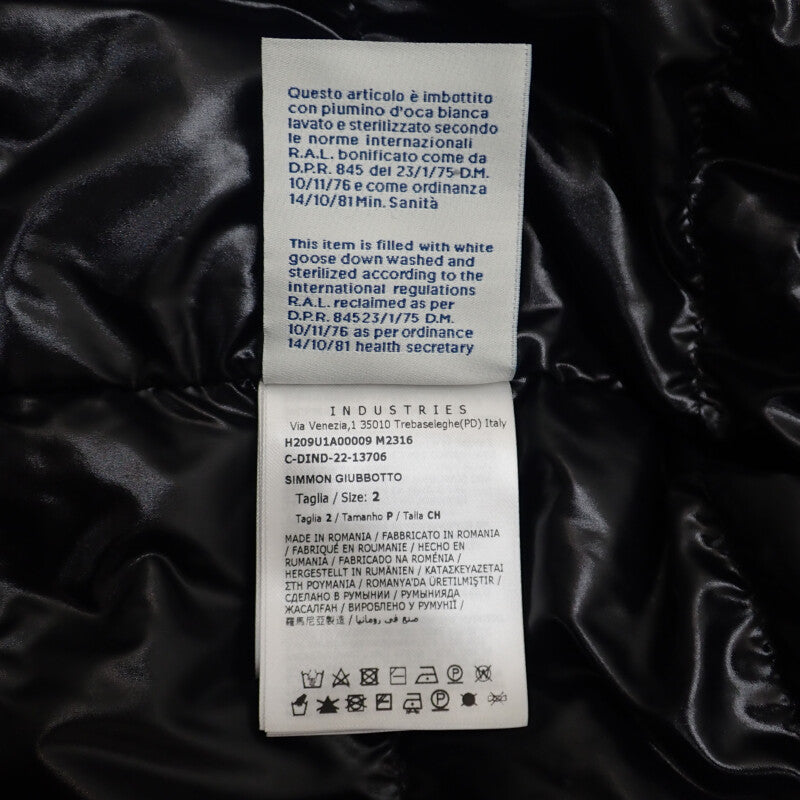 Questo articolo è imbottito
con piumino d'oca bianca
lavato e sterilizzato secondo
le norme internazionali
R.A.L. bonificato come da
D.P.R. 845 del 23/1/75 D.M.
10/11/76 e come ordinanza
14/10/81 Min. Sanità
This item is filled with white
goose down washed and
sterilized according to the
international regulations
R.A.L. reclaimed as per
D.P.R. 84523/1/75 D.M.
10/11/76 as per ordinance
14/10/81 health secretary
INDUSTRIES
Via Venezia,1 35010 Trebaseleghe(PD) Italy
H209U1A00009 M2316
C-DIND-22-13706
SIMMON GIUBBOTTO
Taglia / Size: 2
Taglia 2 / Tamanho P / Talla CH
MADE IN ROMANIA / FABBRICATO IN ROMANIA
/ FABRIQUÉ EN ROUMANIE / HECHO EN
RUMANIA / FABRICADO NA ROMÉNIA /
HERGESTELLT IN RUMÄNIEN / ΚΑΤΑΣΚΕΥΑΖΕΤΑΙ
ΣΤΗ ΡΟΥΜΑΝΙΑ / ROMANYA'DA ÜRETİLMİŞTİR /
СДЕЛАНО В РУМЫНИИ / РУМЫНИЯДА
ЖАСАЛҒАН / ВИРОБЛЕНО У РУМУНІЇ /
羅馬尼亞製造 / صنع في رومانيا